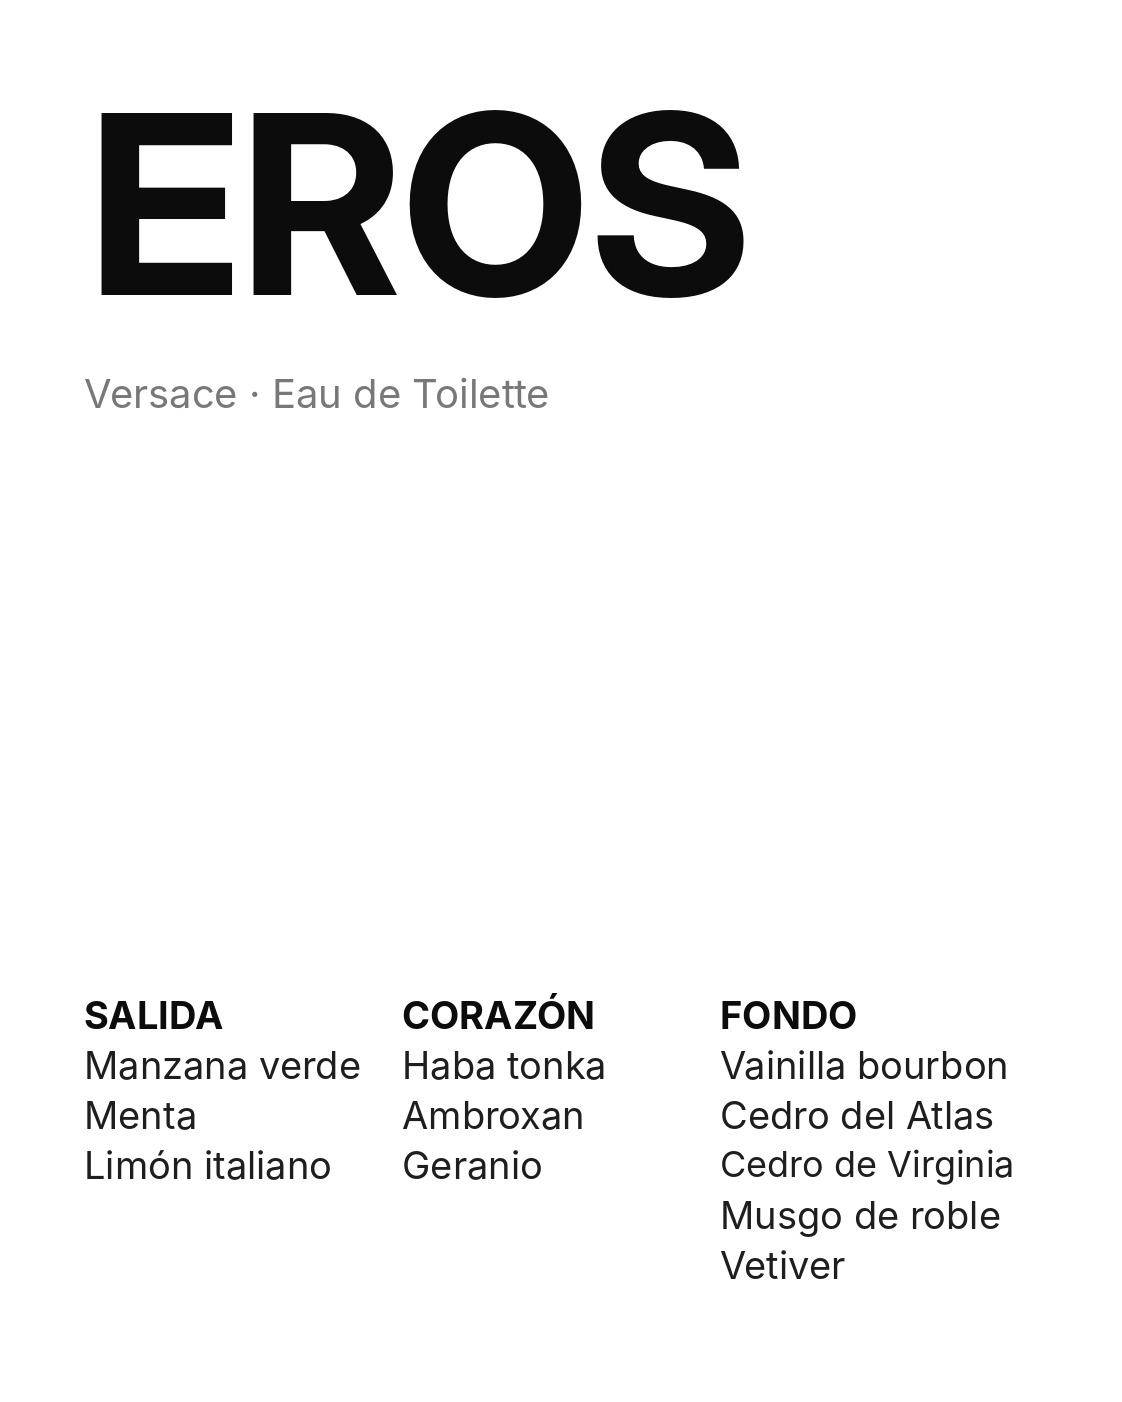 EROS
Versace · Eau de Toilette
SALIDA
Manzana verde
Menta
Limón italiano
CORAZÓN
Haba tonka
Ambroxan
Geranio
FONDO
Vainilla bourbon
Cedro del Atlas
Cedro de Virginia
Musgo de roble
Vetiver